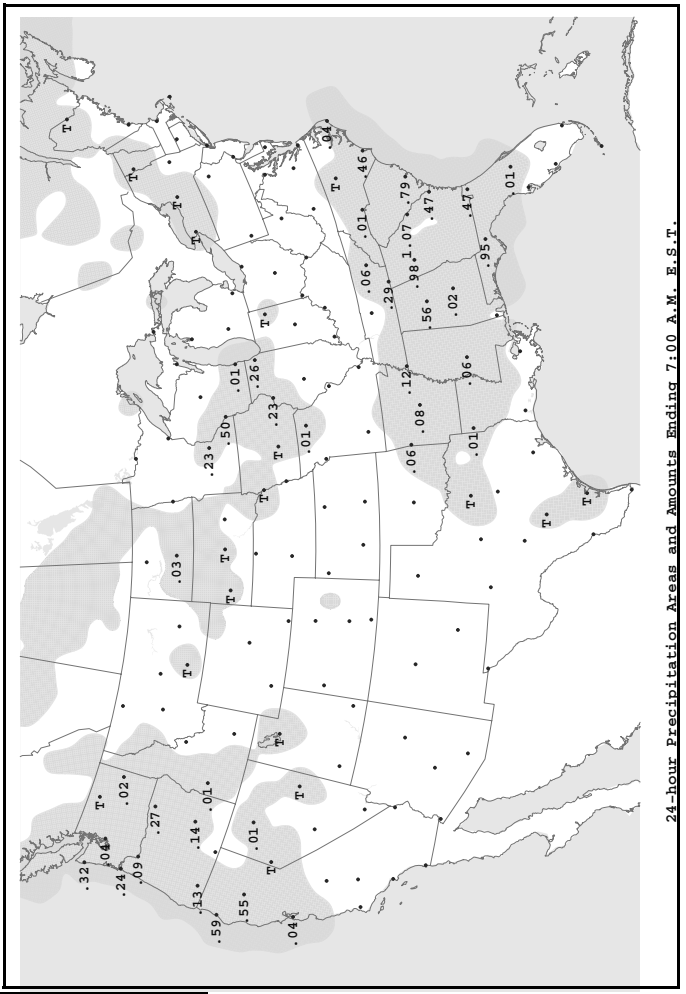 T
.32
T
.04
.24
.02
T
.09
.27
.03
T
T
.14
T
.13
.01
.23
.59
T
.50
T
.01
.55
.01
.26
T
T
T
.23
T
T
.04
T
.01
.04
T
.46
.01
.06
.29
.79
.12
1.07
.06
.98
.08
.56
.47
.02
.06
.47
T
.01
.95
.01
T
T
24-hour Precipitation Areas and Amounts Ending 7:00 A.M. E.S.T.